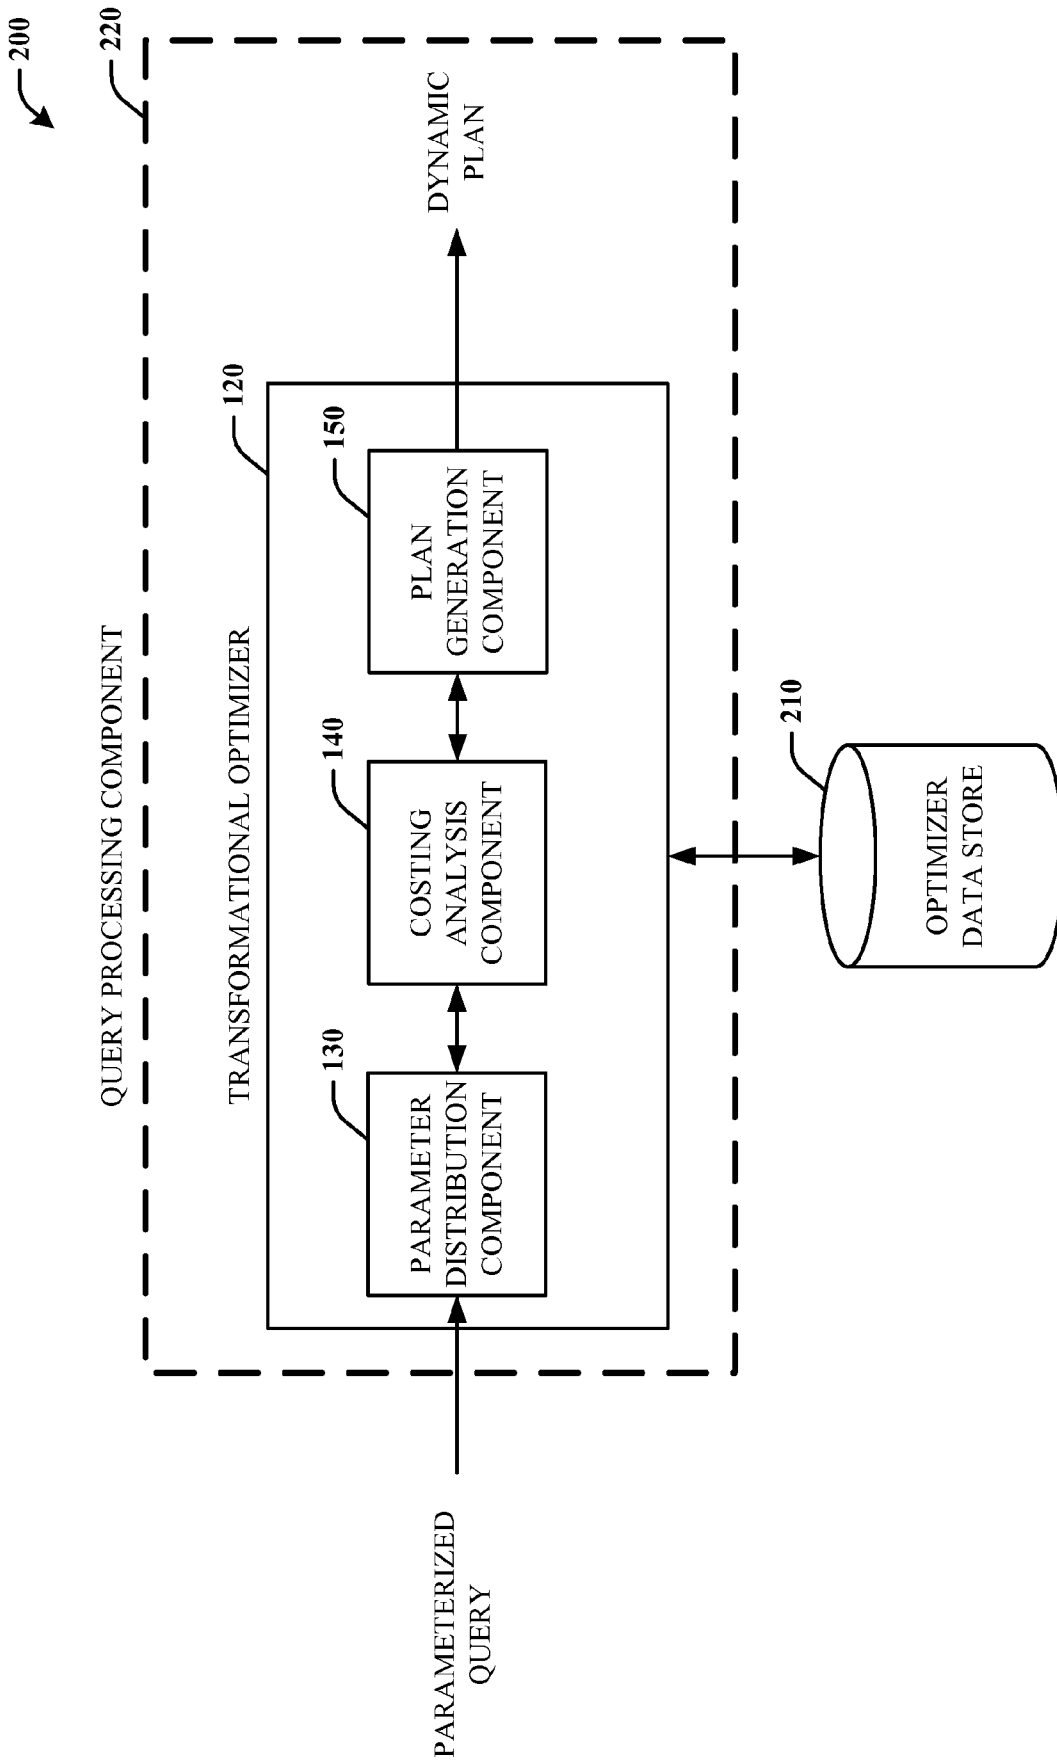 200
220
QUERY PROCESSING COMPONENT
TRANSFORMATIONAL OPTIMIZER
120
130
140
150
PARAMETERIZED
QUERY
PARAMETER
DISTRIBUTION
COMPONENT
COSTING
ANALYSIS
COMPONENT
PLAN
GENERATION
COMPONENT
DYNAMIC
PLAN
210
OPTIMIZER
DATA STORE